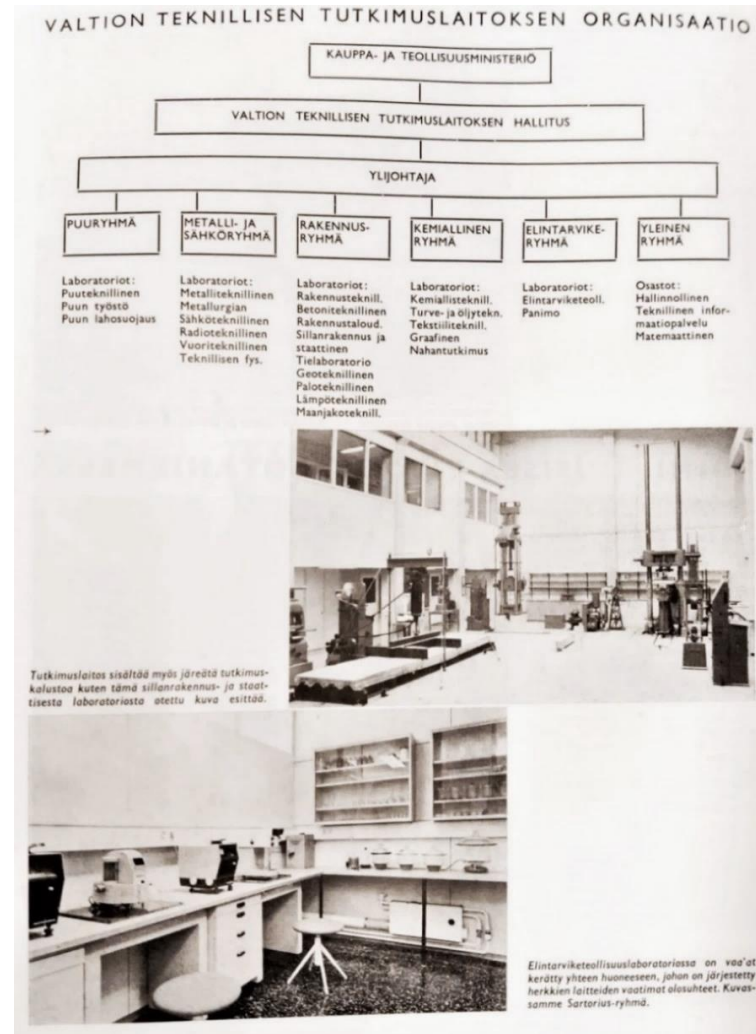 VALTION TEKNILLISEN TUTKIMUSLAITOKSEN ORGANISAATIO
KAUPPA- JA TEOLLISUUSMINISTERIÖ
VALTION TEKNILLISEN TUTKIMUSLAITOKSEN HALLITUS
YLIJOHTAJA
PUURYHMÄ
Laboratoriot:
Puuteknillinen
Puun työstö
Puun lahosuojaus
METALLI- JA
SÄHKÖRYHMÄ
Laboratoriot:
Metalliteknillinen
Metallurgian
Sähköteknillinen
Radioteknillinen
Vuoriteknillinen
Teknillisen fys.
RAKENNUS-
RYHMÄ
Laboratoriot:
Rakennusteknill.
Betoniteknillinen
Rakennustaloud.
Sillanrakennus ja
staattinen
Tielaboratorio
Geoteknillinen
Paloteknillinen
Lämpöteknillinen
Maanjakoteknill.
KEMIALLINEN
RYHMÄ
Laboratoriot:
Kemiallisteknill.
Turve- ja öljytekn.
Tekstiiliteknill.
Graafinen
Nahantutkimus
ELINTARVIKE-
RYHMÄ
Laboratoriot:
Elintarviketeoll.
Panimo
YLEINEN
RYHMÄ
Osastot:
Hallinnollinen
Teknillinen infor-
maatiopalvelu
Matemaattinen
→
Tutkimuslaitos sisältää myös järeätä tutkimus-
kalustoa kuten tämä sillanrakennus- ja staat-
tisesta laboratoriosta otettu kuva esittää.
Elintarviketeollisuuslaboratoriossa on vaa'at
kerätty yhteen huoneeseen, johon on järjestetty
herkkien laitteiden vaatimat olosuhteet. Kuvas-
samme Sartorius-ryhmä.